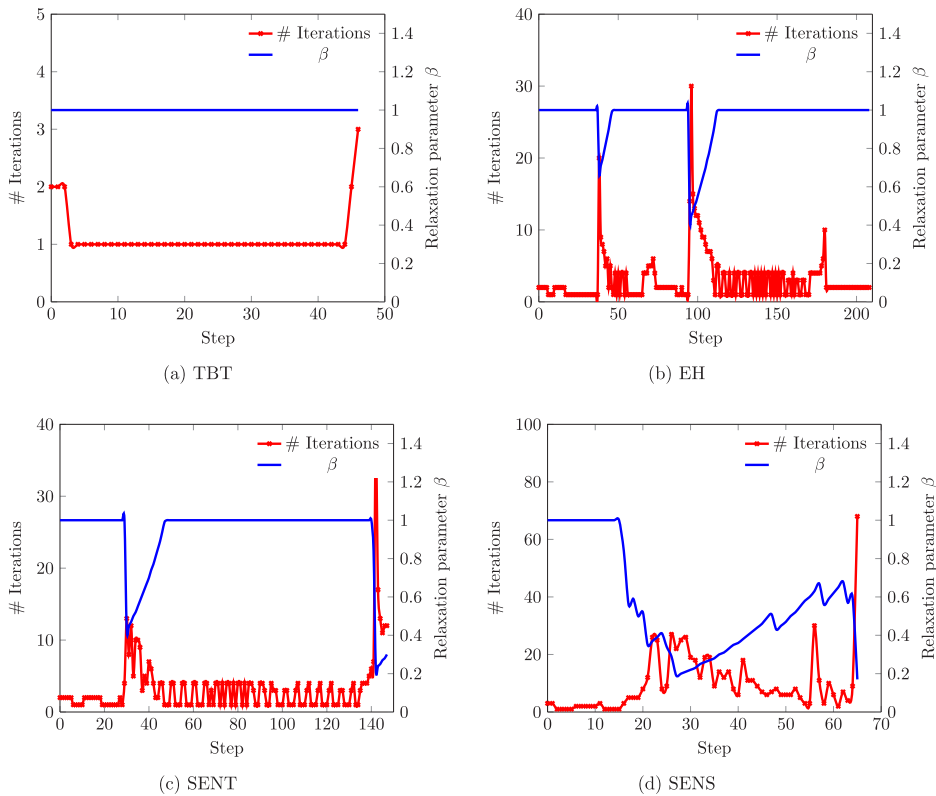 # Iterations
β
# Iterations
Relaxation parameter β
0 1 2 3 4 5
0 0.2 0.4 0.6 0.8 1 1.2 1.4
0 10 20 30 40 50
Step
(a) TBT
# Iterations
β
# Iterations
Relaxation parameter β
0 10 20 30 40
0 0.2 0.4 0.6 0.8 1 1.2 1.4
0 50 100 150 200
Step
(b) EH
# Iterations
β
# Iterations
Relaxation parameter β
0 10 20 30 40
0 0.2 0.4 0.6 0.8 1 1.2 1.4
0 20 40 60 80 100 120 140
Step
(c) SENT
# Iterations
β
# Iterations
Relaxation parameter β
0 20 40 60 80 100
0 0.2 0.4 0.6 0.8 1 1.2 1.4
0 10 20 30 40 50 60 70
Step
(d) SENS